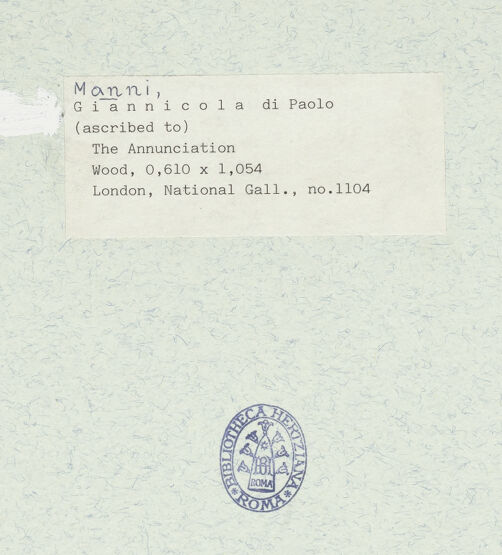 Manni,
Giannicola di Paolo
(ascribed to)
The Annunciation
Wood, 0,610 x 1,054
London, National Gall., no.1104
BIBLIOTHECA HERTZIANA
ROMA
ROMA